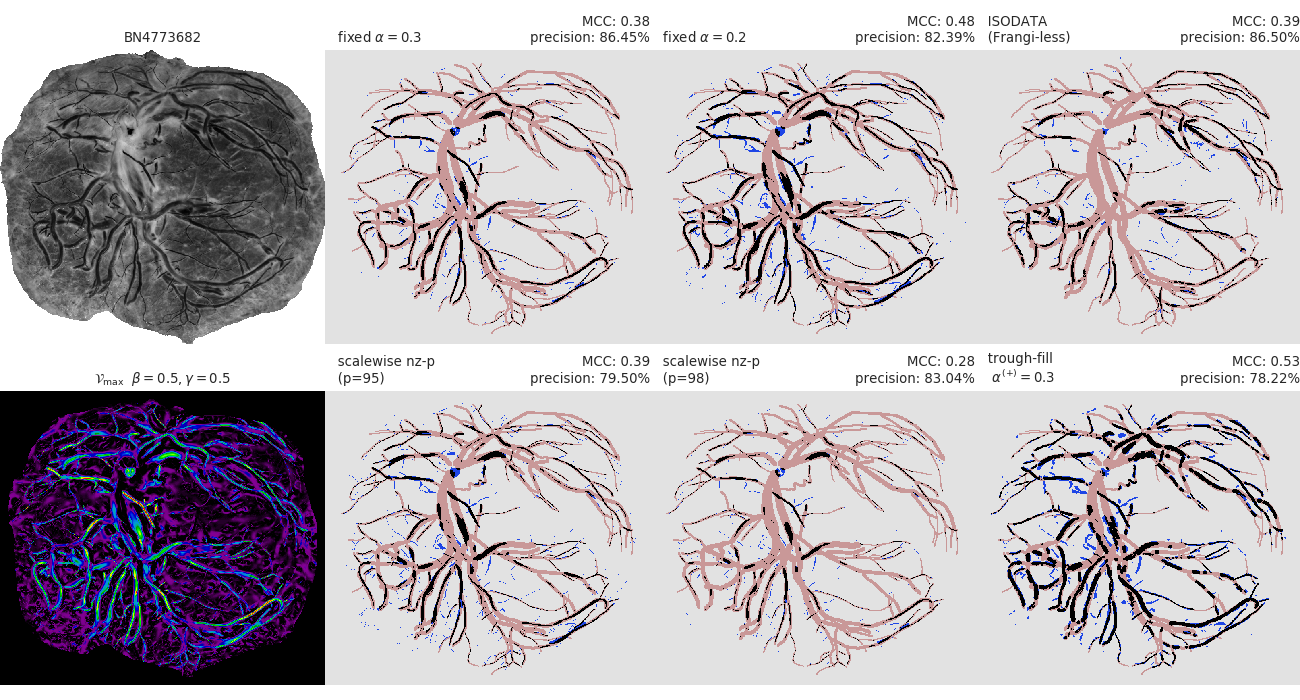 BN4773682
MCC: 0.38
fixed α = 0.3 precision: 86.45%
MCC: 0.48
fixed α = 0.2 precision: 82.39%
ISODATA MCC: 0.39
(Frangi-less) precision: 86.50%
𝒱max β = 0.5, γ = 0.5
scalewise nz-p MCC: 0.39
(p=95) precision: 79.50%
scalewise nz-p MCC: 0.28
(p=98) precision: 83.04%
trough-fill MCC: 0.53
α(+) = 0.3 precision: 78.22%